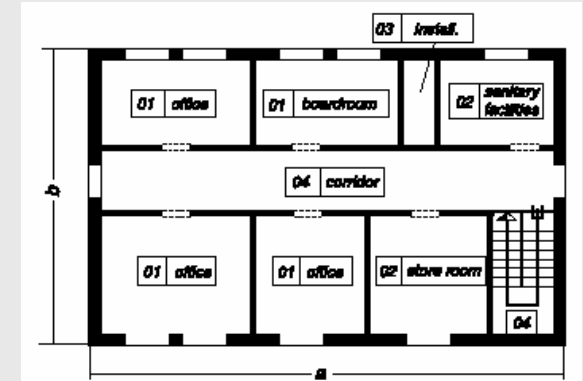 03 install.
01 office
01 boardroom
02 sanitary
facilities
04 corridor
b
01 office
01 office
02 store room
04
a